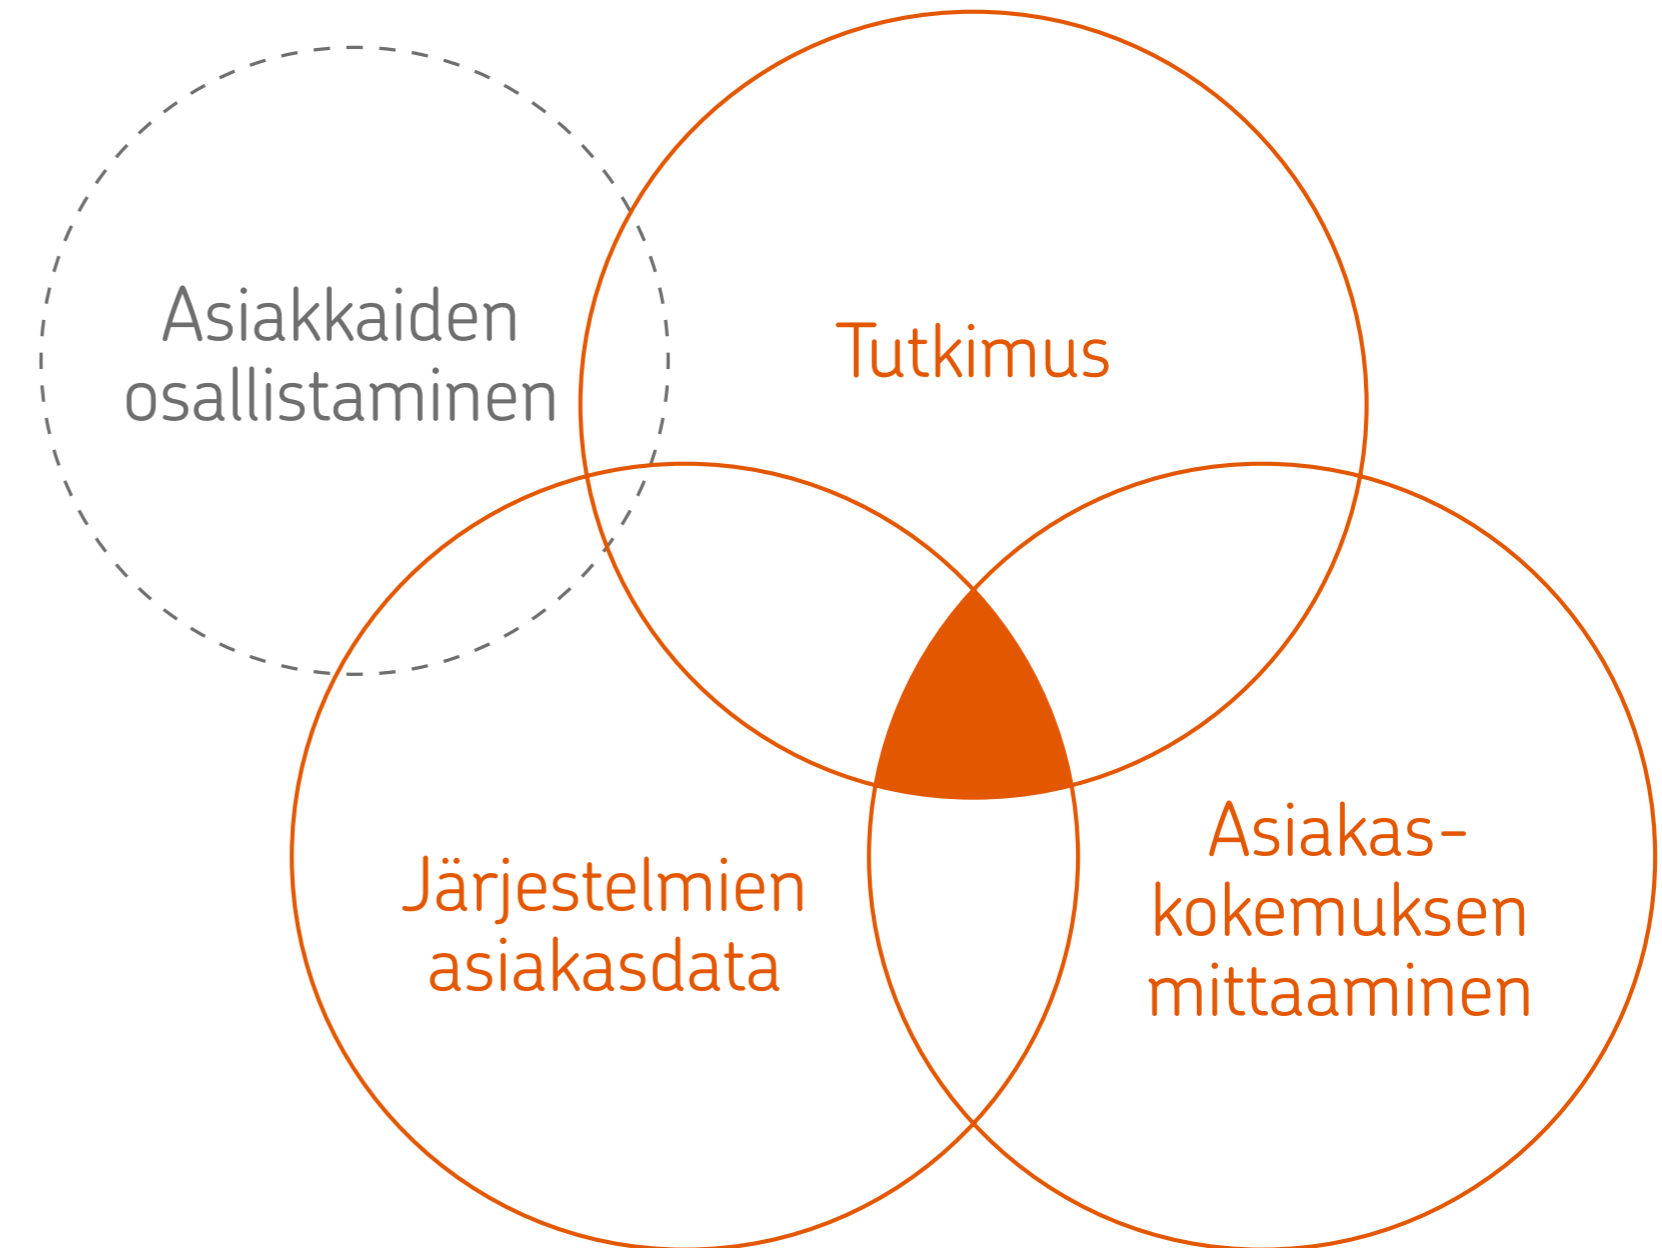 Asiakkaiden
osallistaminen
Tutkimus
Järjestelmien
asiakasdata
Asiakas-
kokemuksen
mittaaminen